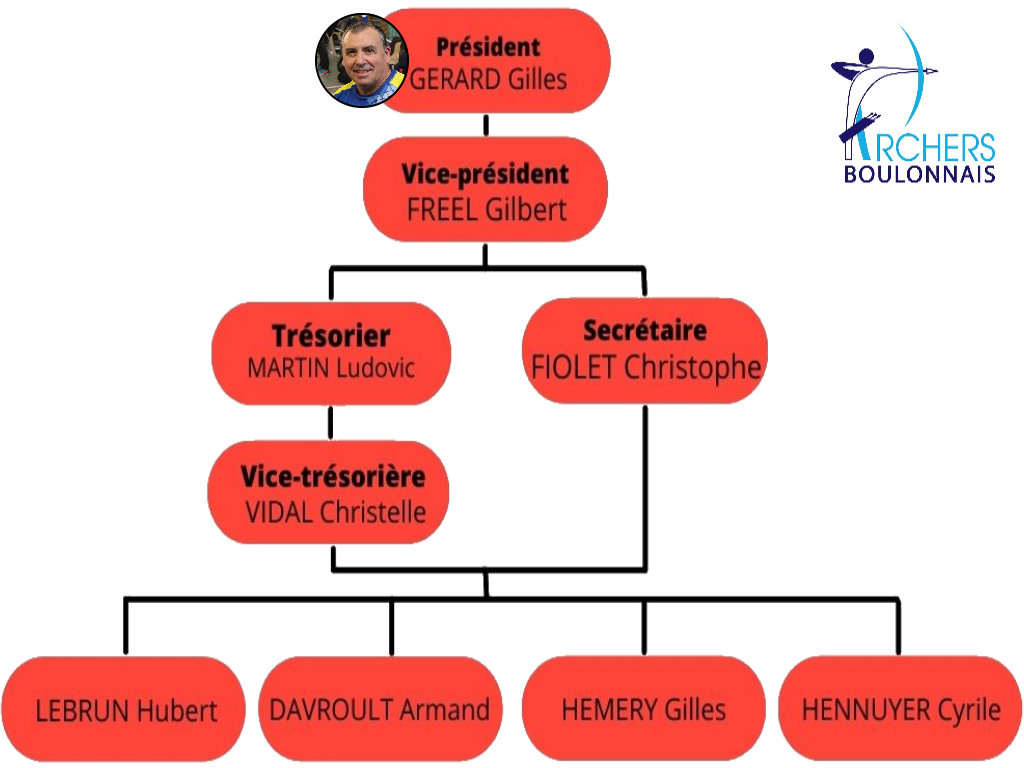 Président
GERARD Gilles
ARCHERS
BOULONNAIS
Vice-président
FREEL Gilbert
Trésorier
MARTIN Ludovic
Secrétaire
FIOLET Christophe
Vice-trésorière
VIDAL Christelle
LEBRUN Hubert
DAVROULT Armand
HEMERY Gilles
HENNUYER Cyrile